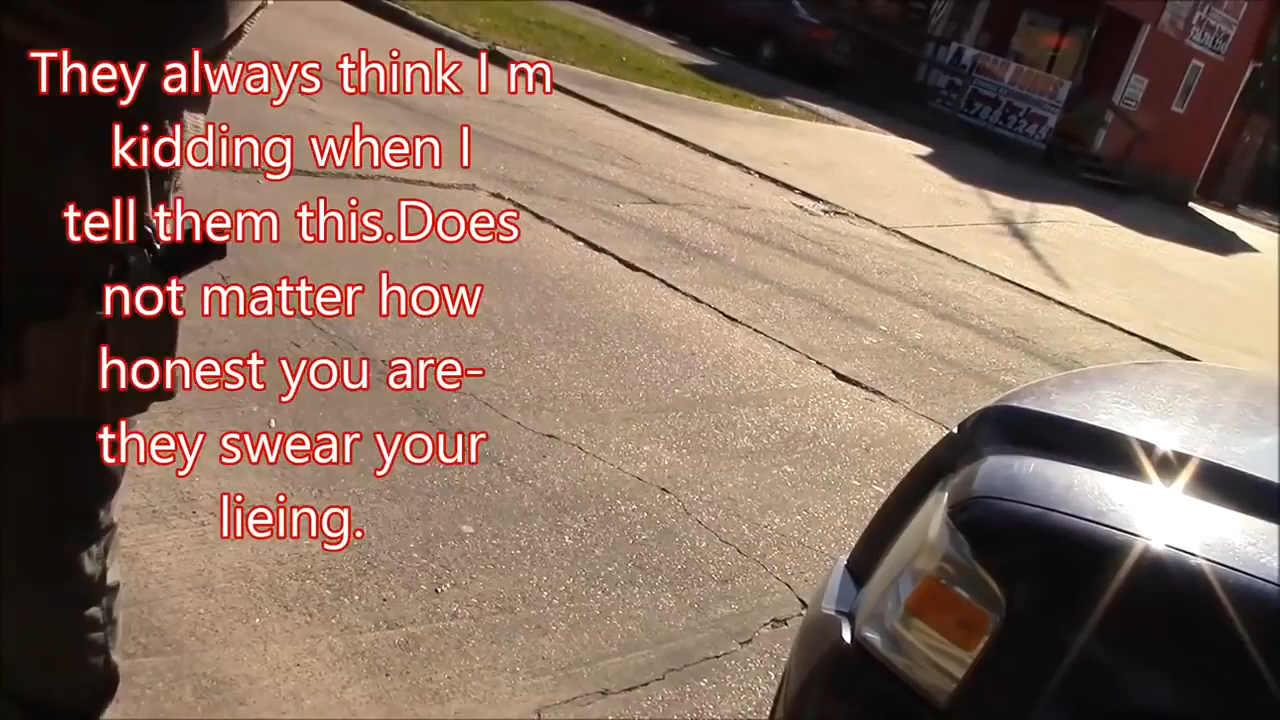 They always think I m
kidding when I
tell them this.Does
not matter how
honest you are-
they swear your
lieing.